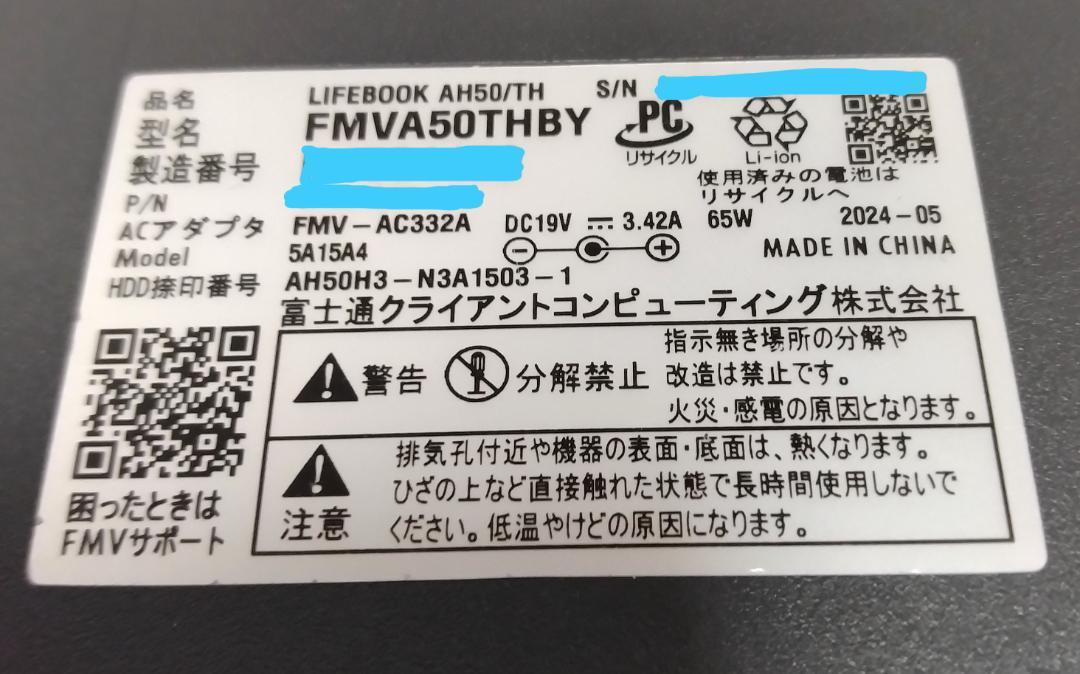 品名 LIFEBOOK AH50/TH S/N
型名 FMVA50THBY PC リサイクル Li-ion
製造番号
使用済みの電池は
リサイクルへ
P/N
ACアダプタ FMV-AC332A DC19V ⎓ 3.42A 65W 2024-05
Model 5A15A4 MADE IN CHINA
HDD捺印番号 AH50H3-N3A1503-1
富士通クライアントコンピューティング株式会社
警告 分解禁止
指示無き場所の分解や
改造は禁止です。
火災・感電の原因となります。
注意
排気孔付近や機器の表面・底面は、熱くなります。
ひざの上など直接触れた状態で長時間使用しないで
ください。低温やけどの原因になります。
困ったときは
FMVサポート